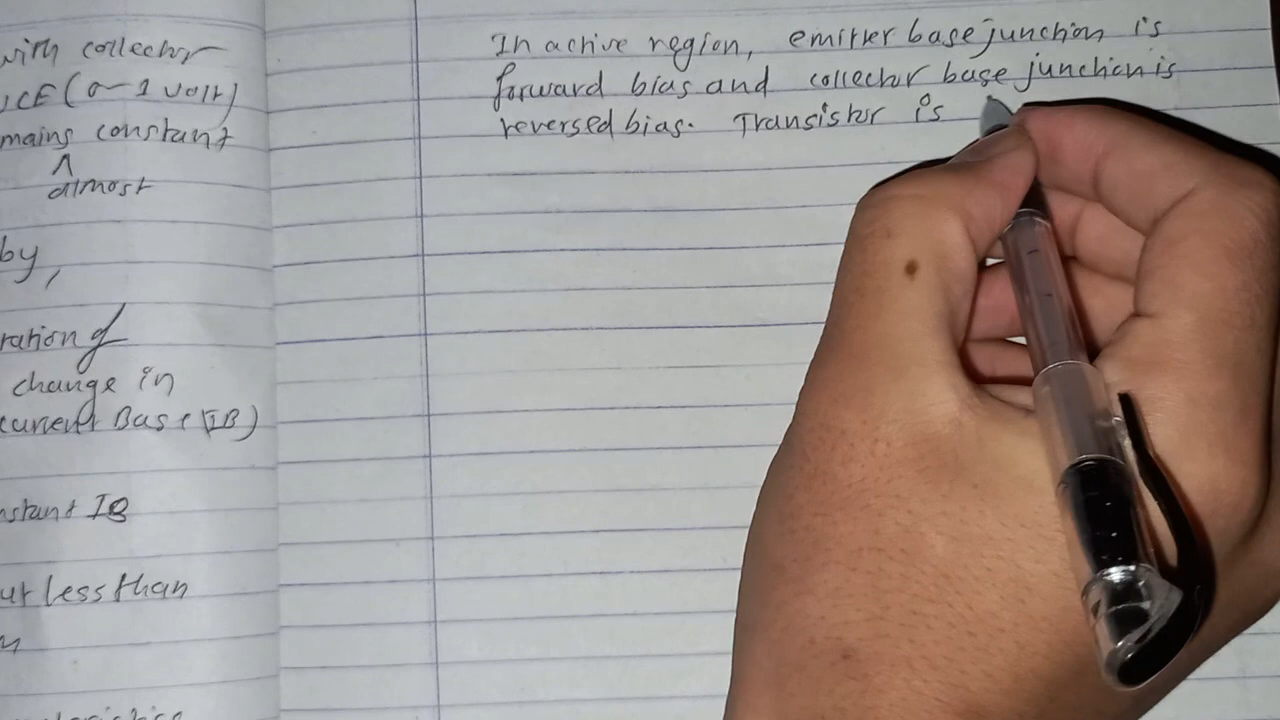 with collector
VCE (0-1 volt)
mains constant
^
almost
by,
ration of
change in
current Base (IB)
nstant IB
ut less than
In active region, emitter base junction is
forward bias and collector base junction is
reversed bias. Transistor is